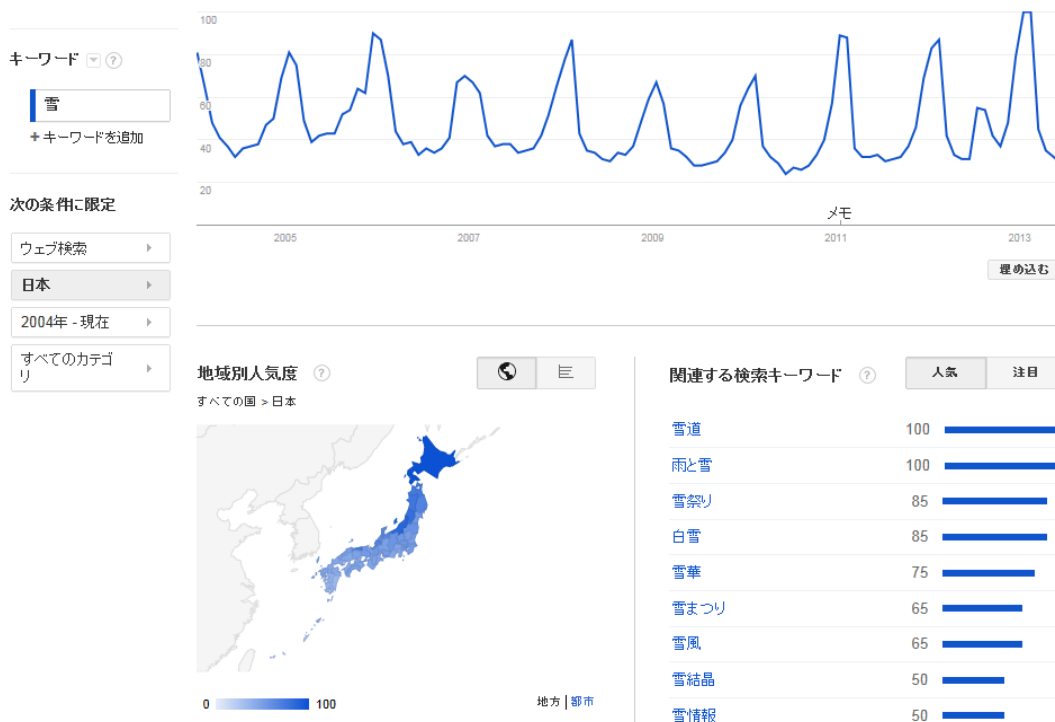 キーワード ?
雪
+ キーワードを追加
次の条件に限定
ウェブ検索
日本
2004年 - 現在
すべてのカテゴ
リ
100
80
60
40
20
メモ
2005
2007
2009
2011
2013
埋め込む
地域別人気度 ?
すべての国 > 日本
0
100
地方 | 都市
関連する検索キーワード ?
人気
注目
雪道 100
雨と雪 100
雪祭り 85
白雪 85
雪華 75
雪まつり 65
雪風 65
雪結晶 50
雪情報 50